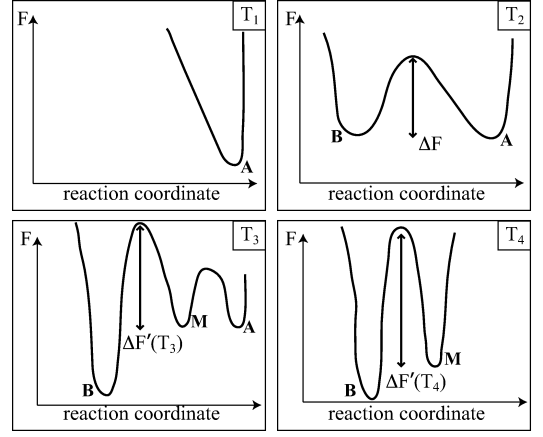 F
T₁
A
reaction coordinate
F
T₂
B
A
ΔF
reaction coordinate
F
T₃
M
A
ΔF′(T₃)
B
reaction coordinate
F
T₄
M
ΔF′(T₄)
B
reaction coordinate